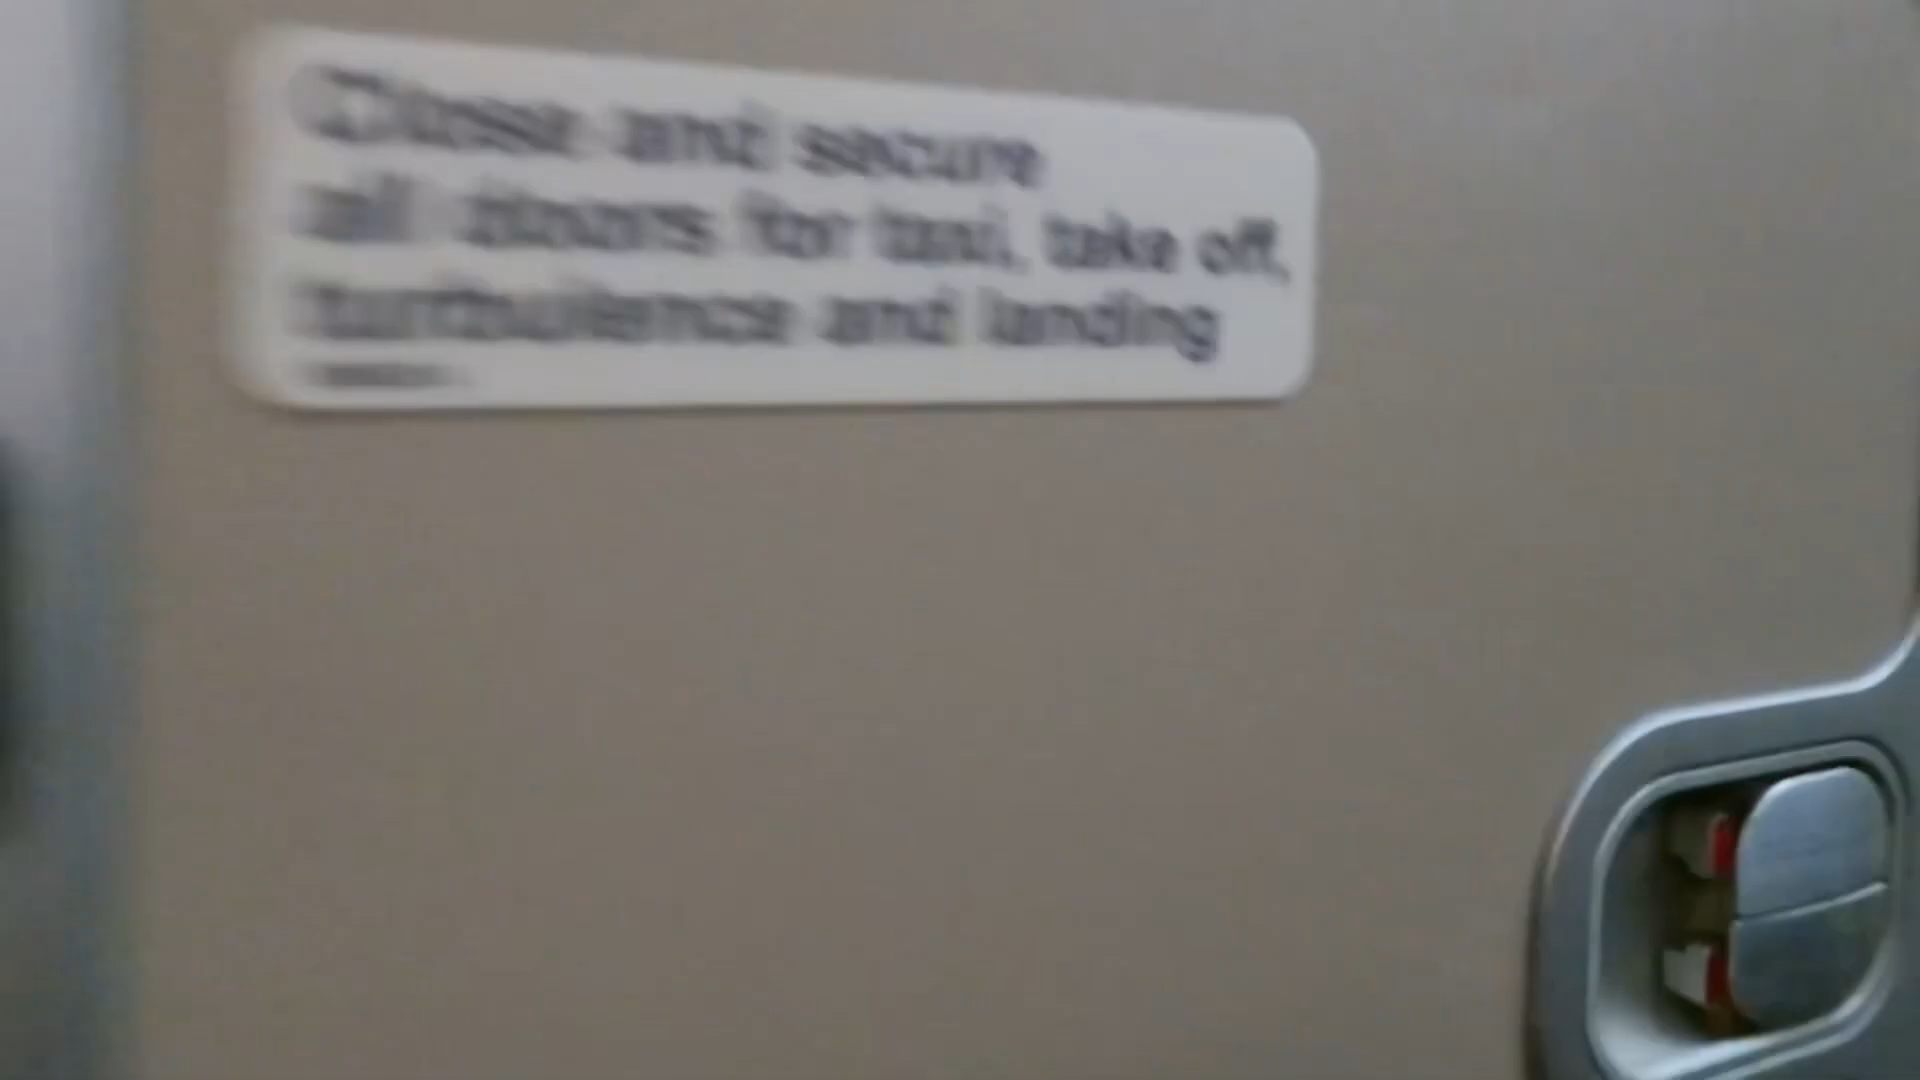 Close and secure
all doors for taxi, take off,
turbulence and landing